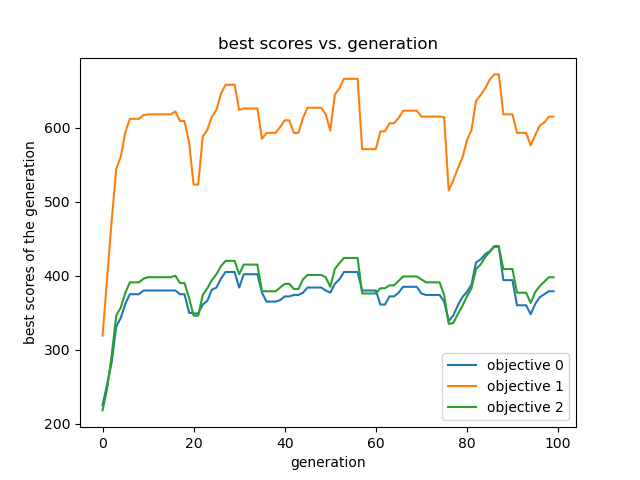 best scores vs. generation
best scores of the generation
600
500
400
300
200
0 20 40 60 80 100
generation
objective 0
objective 1
objective 2